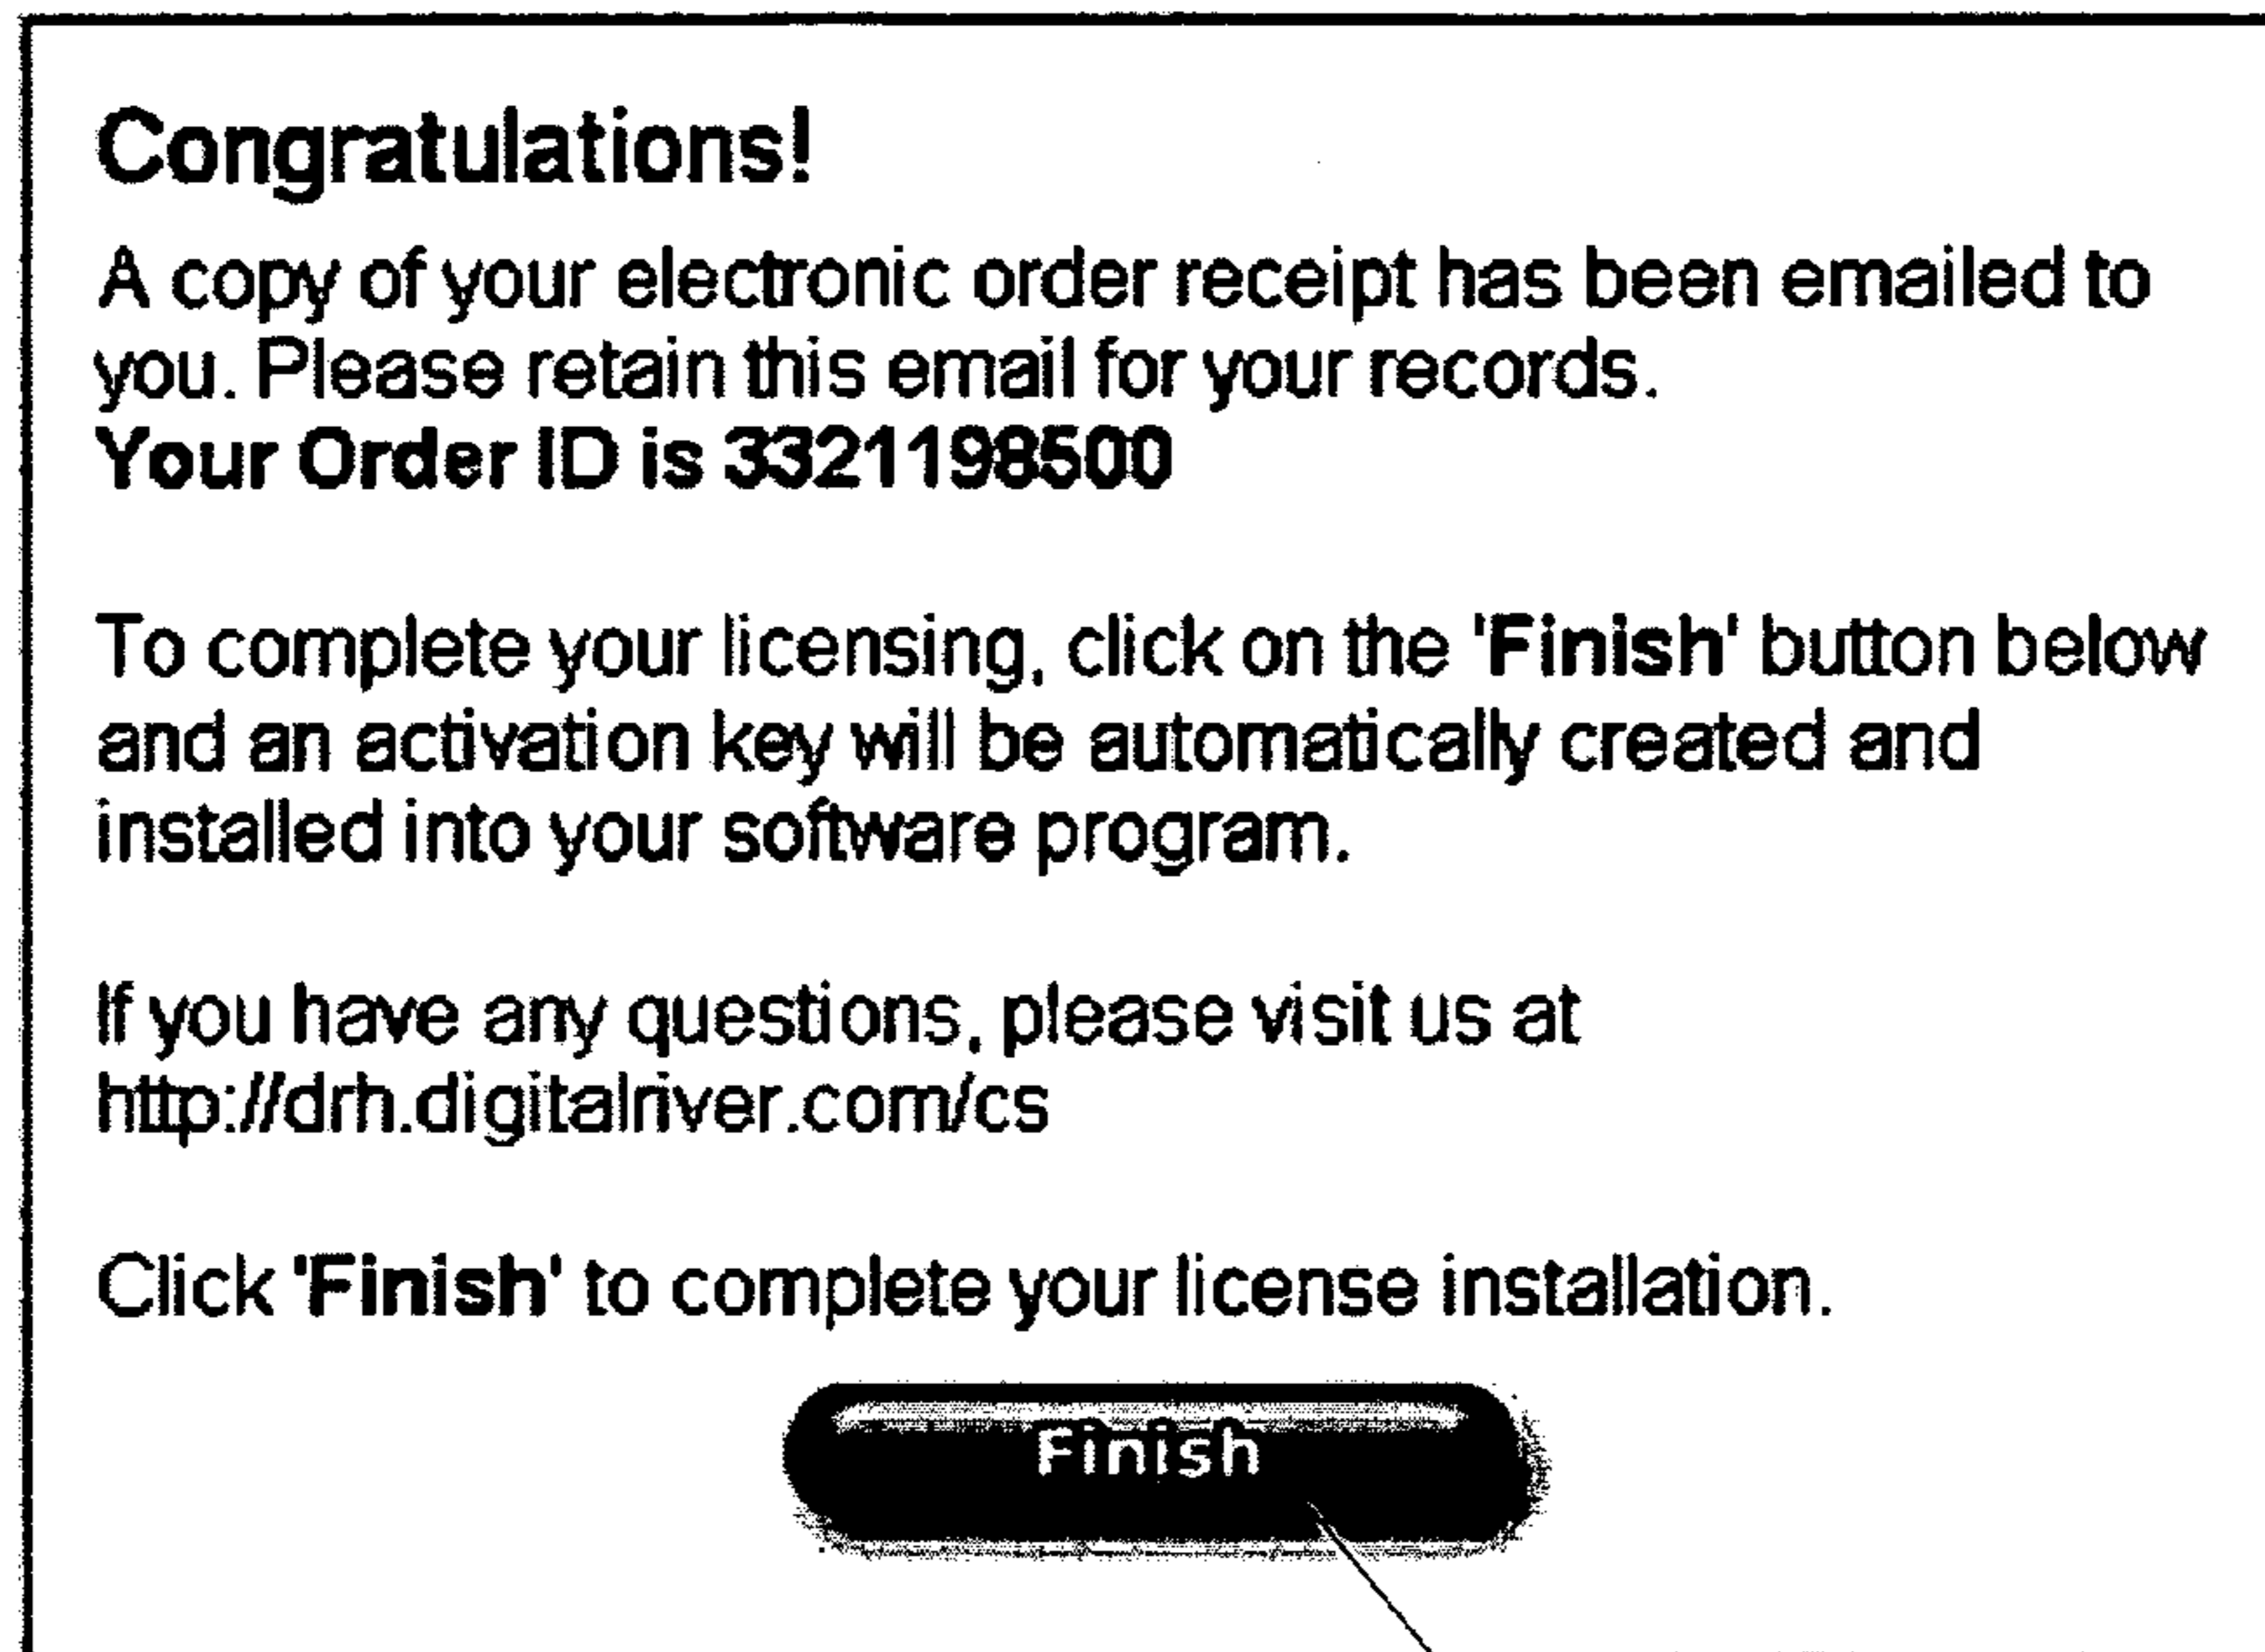 Congratulations!
A copy of your electronic order receipt has been emailed to
you. Please retain this email for your records.
Your Order ID is 3321198500
To complete your licensing, click on the 'Finish' button below
and an activation key will be automatically created and
installed into your software program.
If you have any questions, please visit us at
http://drh.digitalriver.com/cs
Click 'Finish' to complete your license installation.
Finish